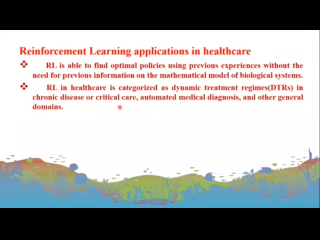 Reinforcement Learning applications in healthcare
❖ RL is able to find optimal policies using previous experiences without the
need for previous information on the mathematical model of biological systems.
❖ RL in healthcare is categorized as dynamic treatment regimes(DTRs) in
chronic disease or critical care, automated medical diagnosis, and other general
domains.